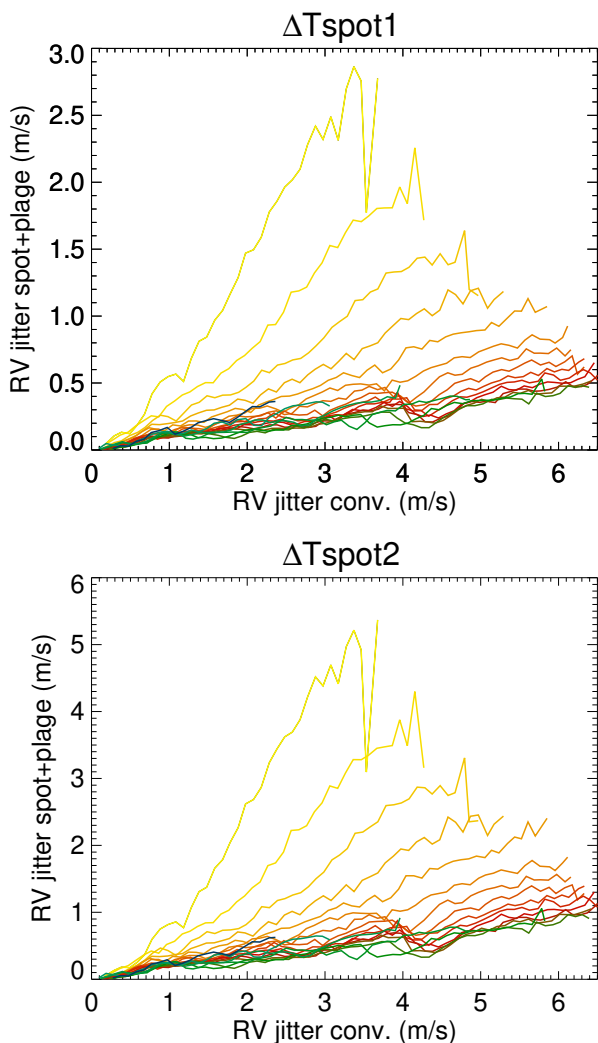 ΔTspot1
3.0
2.5
2.0
1.5
1.0
0.5
0.0
RV jitter spot+plage (m/s)
0 1 2 3 4 5 6
RV jitter conv. (m/s)
ΔTspot2
6
5
4
3
2
1
0
RV jitter spot+plage (m/s)
0 1 2 3 4 5 6
RV jitter conv. (m/s)